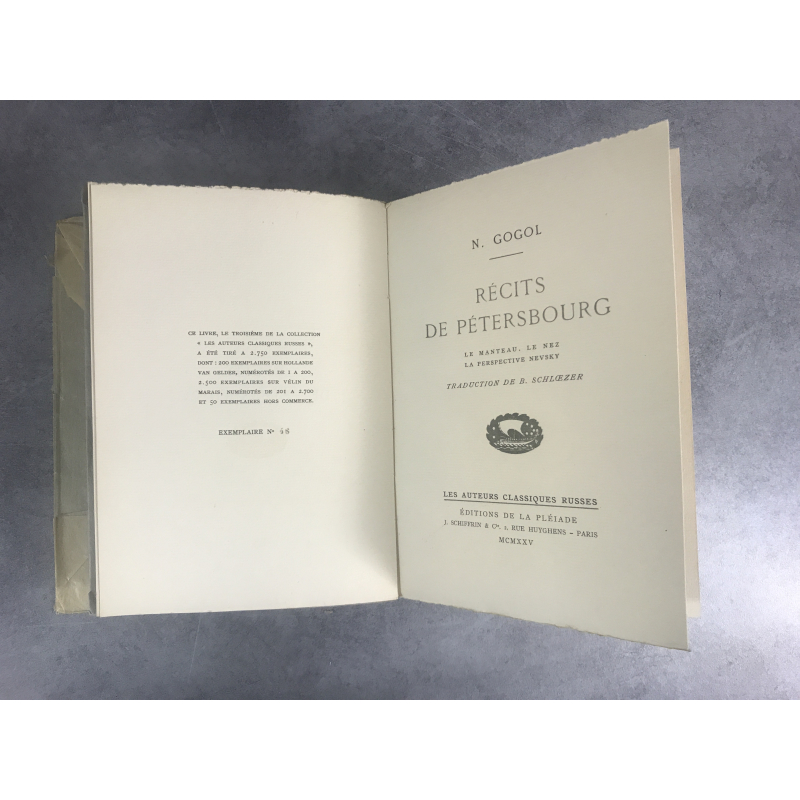 CE LIVRE, LE TROISIÈME DE LA COLLECTION
« LES AUTEURS CLASSIQUES RUSSES »,
A ÉTÉ TIRÉ A 2.750 EXEMPLAIRES,
DONT : 200 EXEMPLAIRES SUR HOLLANDE
VAN GELDER, NUMÉROTÉS DE 1 A 200,
2.500 EXEMPLAIRES SUR VÉLIN DU
MARAIS, NUMÉROTÉS DE 201 A 2.700
ET 50 EXEMPLAIRES HORS COMMERCE.
EXEMPLAIRE Nº
N. GOGOL
RÉCITS
DE PÉTERSBOURG
LE MANTEAU, LE NEZ
LA PERSPECTIVE NEVSKY
TRADUCTION DE B. SCHLŒZER
LES AUTEURS CLASSIQUES RUSSES
ÉDITIONS DE LA PLÉIADE
J. SCHIFFRIN & Cie, 2, RUE HUYGHENS – PARIS
MCMXXV